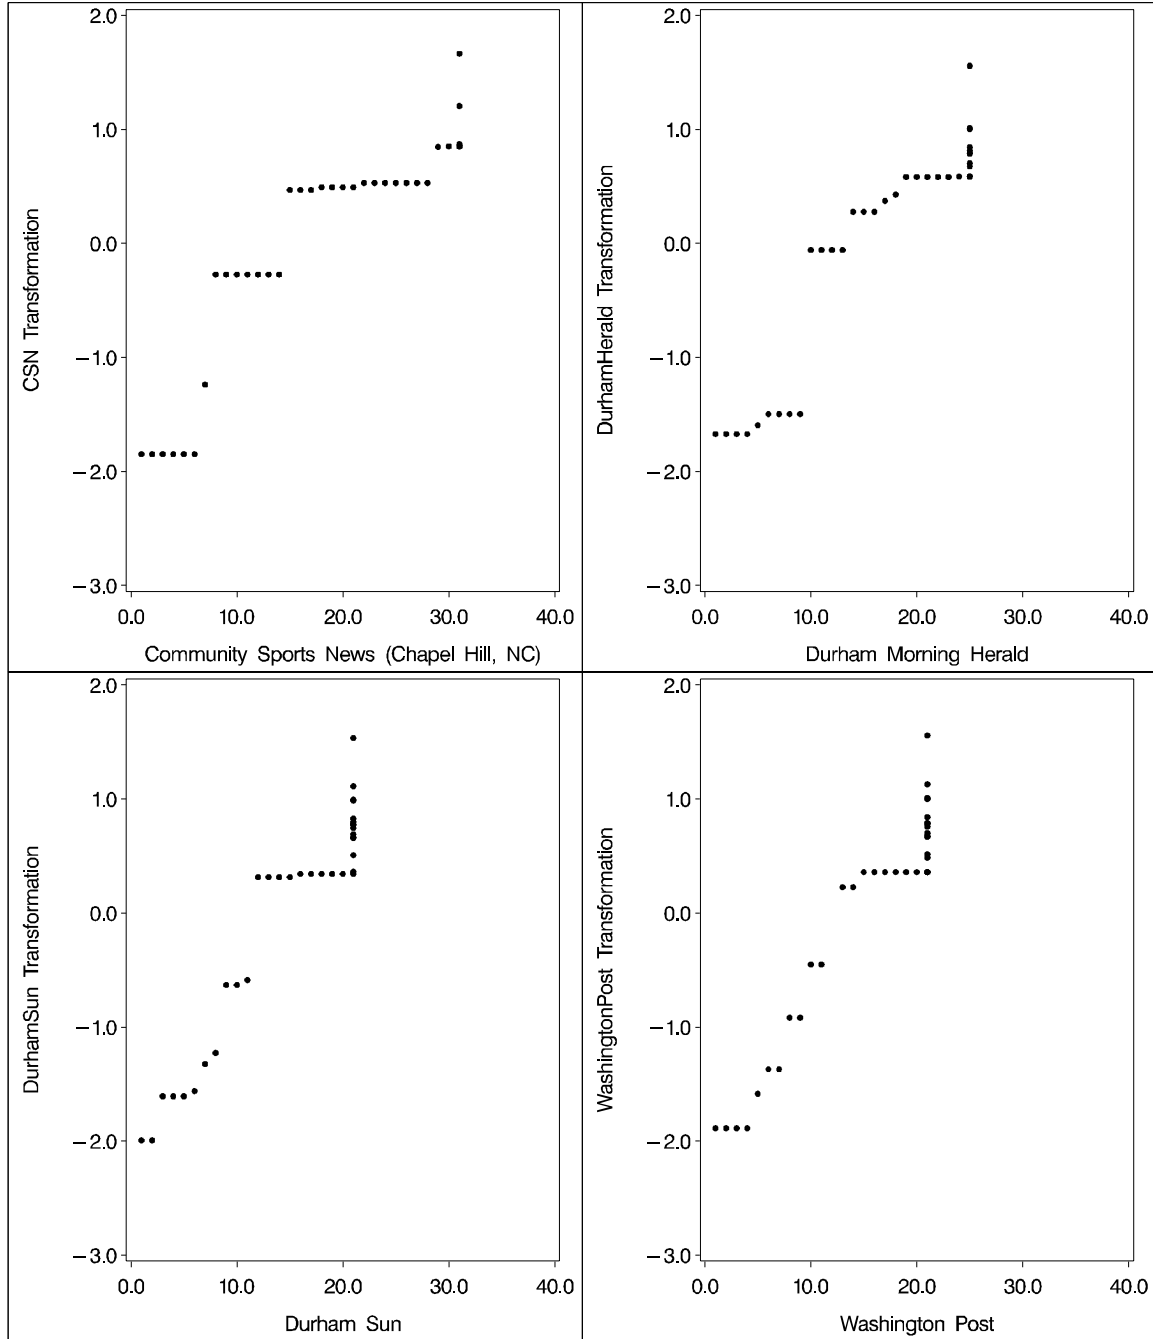 2.0
1.0
0.0
−1.0
−2.0
−3.0
CSN Transformation
0.0 10.0 20.0 30.0 40.0
Community Sports News (Chapel Hill, NC)
2.0
1.0
0.0
−1.0
−2.0
−3.0
DurhamHerald Transformation
0.0 10.0 20.0 30.0 40.0
Durham Morning Herald
2.0
1.0
0.0
−1.0
−2.0
−3.0
DurhamSun Transformation
0.0 10.0 20.0 30.0 40.0
Durham Sun
2.0
1.0
0.0
−1.0
−2.0
−3.0
WashingtonPost Transformation
0.0 10.0 20.0 30.0 40.0
Washington Post